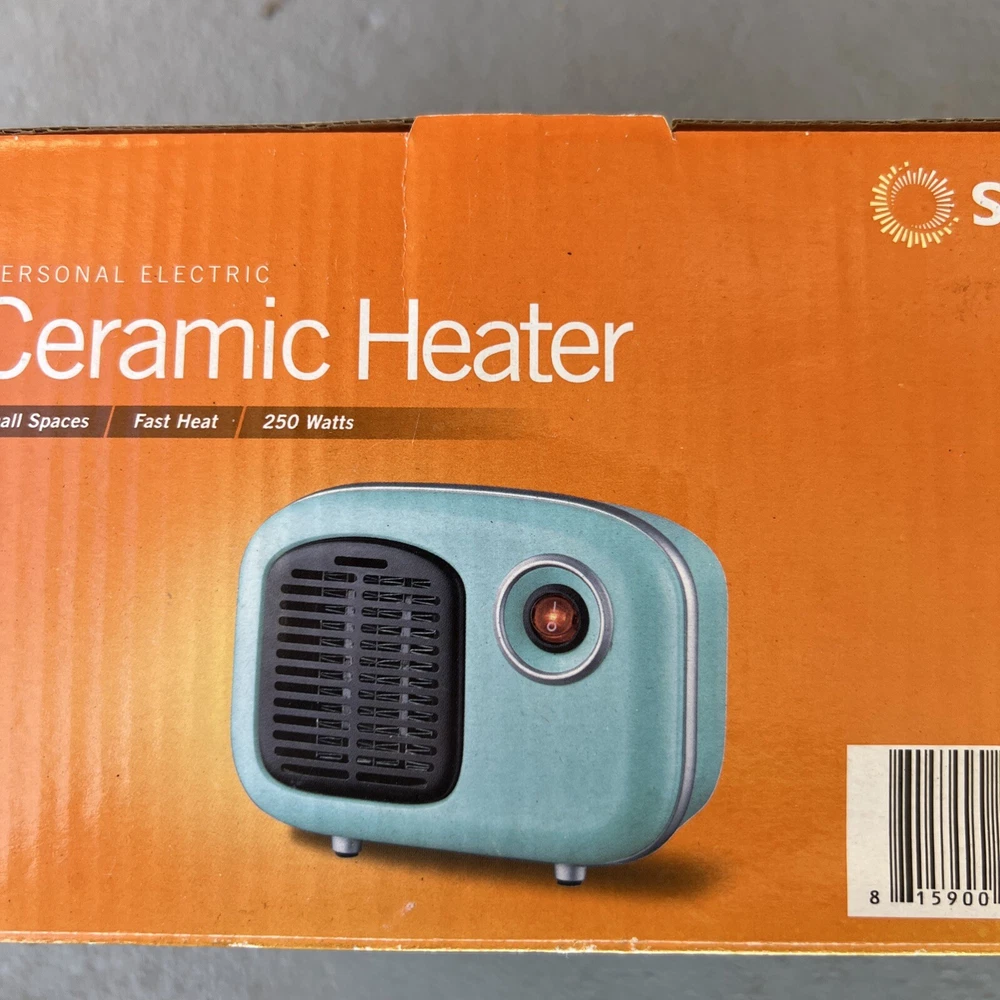 S
ERSONAL ELECTRIC
Ceramic Heater
all Spaces / Fast Heat / 250 Watts
8 15900